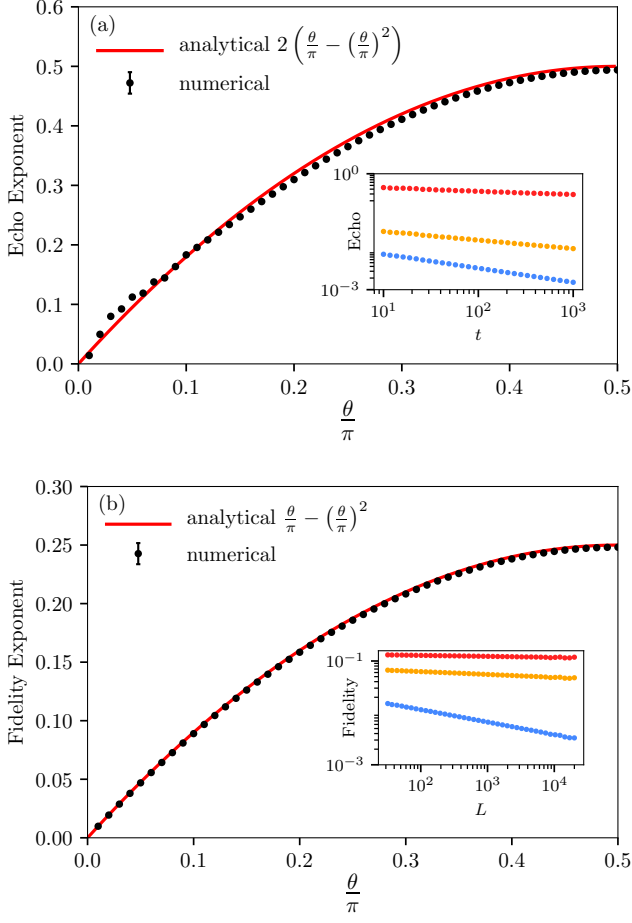 (a)
analytical 2 (θ/π − (θ/π)²)
numerical
Echo Exponent
0.6
0.5
0.4
0.3
0.2
0.1
0.0
0.0 0.1 0.2 0.3 0.4 0.5
θ/π
Echo
10⁰
10⁻³
10¹ 10² 10³
t
(b)
analytical θ/π − (θ/π)²
numerical
Fidelity Exponent
0.30
0.25
0.20
0.15
0.10
0.05
0.00
0.0 0.1 0.2 0.3 0.4 0.5
θ/π
Fidelity
10⁻¹
10⁻³
10² 10³ 10⁴
L